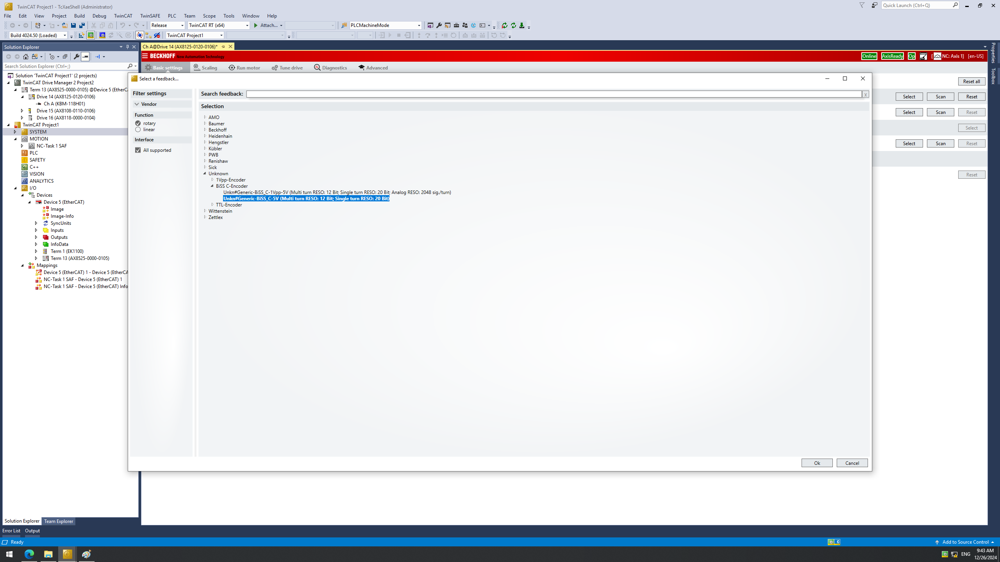 TwinCAT Project1 - TcXaeShell (Administrator)
Quick Launch (Ctrl+Q)
File Edit View Project Build Debug TwinCAT TwinSAFE PLC Team Scope Tools Window Help
Release TwinCAT RT (x64) Attach... PLCMachineMode
Build 4024.50 (Loaded) TwinCAT Project1
Solution Explorer
Search Solution Explorer (Ctrl+;)
Solution 'TwinCAT Project1' (2 projects)
TwinCAT Drive Manager 2 Project2
Term 13 (AX8525-0000-0105) @Device 5 (EtherCA
Drive 14 (AX8125-0120-0106)
Ch A (KBM-118H01)
Drive 15 (AX8108-0110-0106)
Drive 16 (AX8118-0000-0104)
TwinCAT Project1
SYSTEM
MOTION
NC-Task 1 SAF
PLC
SAFETY
C++
VISION
ANALYTICS
I/O
Devices
Device 5 (EtherCAT)
Image
Image-Info
SyncUnits
Inputs
Outputs
InfoData
Term 1 (EK1100)
Term 13 (AX8525-0000-0105)
Mappings
Device 5 (EtherCAT) 1 - Device 5 (EtherCA
NC-Task 1 SAF - Device 5 (EtherCAT) 1
NC-Task 1 SAF - Device 5 (EtherCAT) Info
Solution Explorer Team Explorer
Ch A@Drive 14 (AX8125-0120-0106)*
BECKHOFF New Automation Technology
Online AxisReady Op [ NC: Axis 1] [en-US]
Basic settings Scaling Run motor Tune drive Diagnostics Advanced
Select a feedback...
Filter settings
Vendor
Function
rotary
linear
Interface
All supported
Search feedback:
x
Selection
AMO
Baumer
Beckhoff
Heidenhain
Hengstler
Kübler
PWB
Renishaw
Sick
Unknown
1Vpp-Encoder
BiSS C-Encoder
Unkn#Generic-BiSS_C-1Vpp-5V (Multi turn RESO: 12 Bit; Single turn RESO: 20 Bit; Analog RESO: 2048 sig./turn)
Unkn#Generic-BiSS_C-5V (Multi turn RESO: 12 Bit; Single turn RESO: 20 Bit)
TTL-Encoder
Wittenstein
Zettlex
Ok Cancel
Reset all
Select Scan Reset
Select Scan Reset
Select
Select Scan Reset
Reset
Properties
Toolbox
Error List Output
Ready
0
Add to Source Control
ENG
9:43 AM
12/26/2024